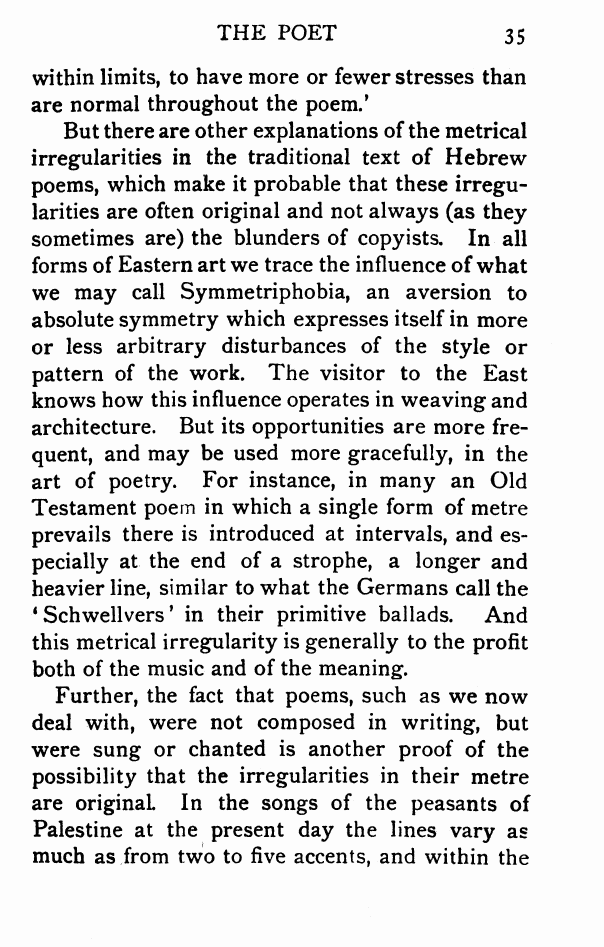 THE POET 35
within limits, to have more or fewer stresses than
are normal throughout the poem.'
But there are other explanations of the metrical
irregularities in the traditional text of Hebrew
poems, which make it probable that these irregu-
larities are often original and not always (as they
sometimes are) the blunders of copyists. In all
forms of Eastern art we trace the influence of what
we may call Symmetriphobia, an aversion to
absolute symmetry which expresses itself in more
or less arbitrary disturbances of the style or
pattern of the work. The visitor to the East
knows how this influence operates in weaving and
architecture. But its opportunities are more fre-
quent, and may be used more gracefully, in the
art of poetry. For instance, in many an Old
Testament poem in which a single form of metre
prevails there is introduced at intervals, and es-
pecially at the end of a strophe, a longer and
heavier line, similar to what the Germans call the
‘Schwellvers’ in their primitive ballads. And
this metrical irregularity is generally to the profit
both of the music and of the meaning.
Further, the fact that poems, such as we now
deal with, were not composed in writing, but
were sung or chanted is another proof of the
possibility that the irregularities in their metre
are original. In the songs of the peasants of
Palestine at the present day the lines vary as
much as from two to five accents, and within the